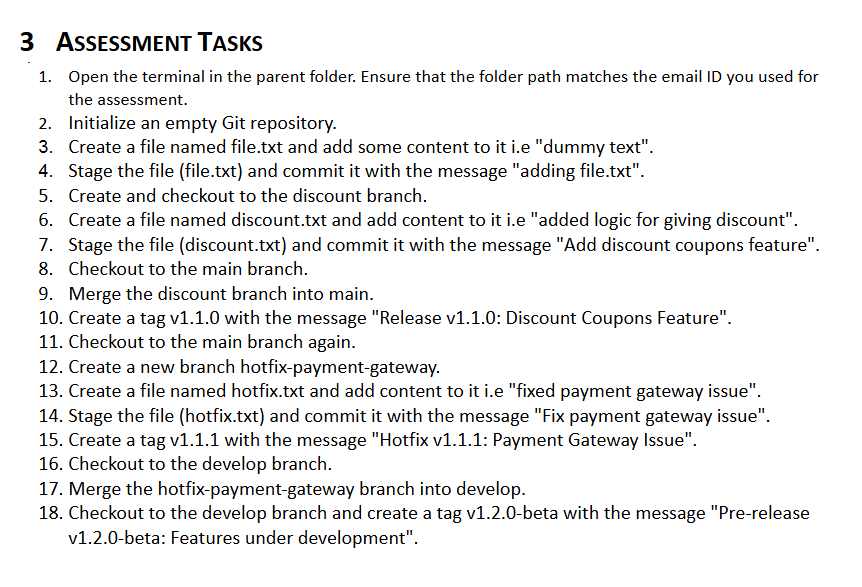 3 ASSESSMENT TASKS
1. Open the terminal in the parent folder. Ensure that the folder path matches the email ID you used for
the assessment.
2. Initialize an empty Git repository.
3. Create a file named file.txt and add some content to it i.e "dummy text".
4. Stage the file (file.txt) and commit it with the message "adding file.txt".
5. Create and checkout to the discount branch.
6. Create a file named discount.txt and add content to it i.e "added logic for giving discount".
7. Stage the file (discount.txt) and commit it with the message "Add discount coupons feature".
8. Checkout to the main branch.
9. Merge the discount branch into main.
10. Create a tag v1.1.0 with the message "Release v1.1.0: Discount Coupons Feature".
11. Checkout to the main branch again.
12. Create a new branch hotfix-payment-gateway.
13. Create a file named hotfix.txt and add content to it i.e "fixed payment gateway issue".
14. Stage the file (hotfix.txt) and commit it with the message "Fix payment gateway issue".
15. Create a tag v1.1.1 with the message "Hotfix v1.1.1: Payment Gateway Issue".
16. Checkout to the develop branch.
17. Merge the hotfix-payment-gateway branch into develop.
18. Checkout to the develop branch and create a tag v1.2.0-beta with the message "Pre-release
v1.2.0-beta: Features under development".